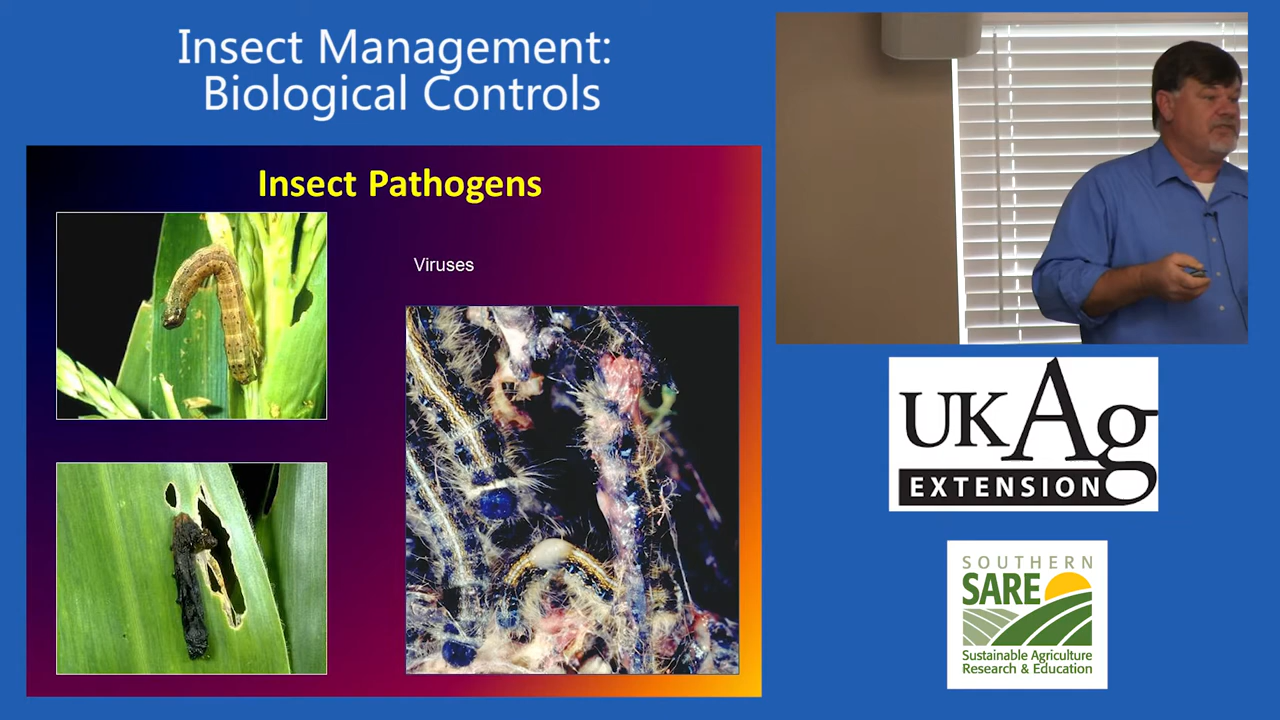 Insect Management:
Biological Controls
Insect Pathogens
Viruses
UKAg
EXTENSION
SOUTHERN
SARE
Sustainable Agriculture
Research & Education